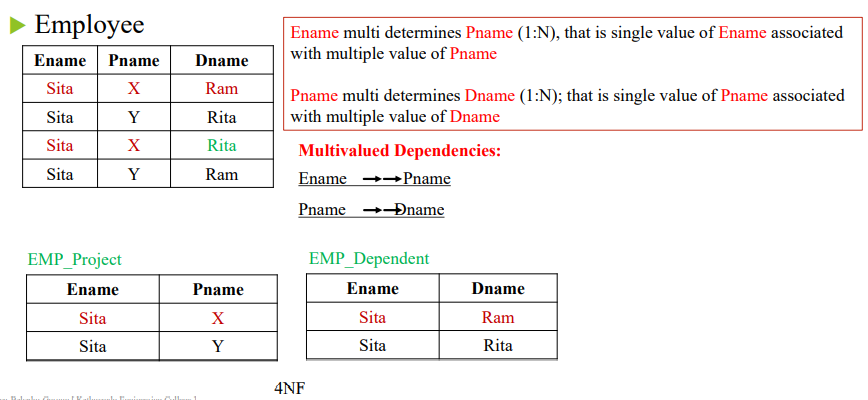 Employee
Ename Pname Dname
Sita X Ram
Sita Y Rita
Sita X Rita
Sita Y Ram
Ename multi determines Pname (1:N), that is single value of Ename associated
with multiple value of Pname
Pname multi determines Dname (1:N); that is single value of Pname associated
with multiple value of Dname
Multivalued Dependencies:
Ename →→Pname
Pname →→Dname
EMP_Project
Ename Pname
Sita X
Sita Y
EMP_Dependent
Ename Dname
Sita Ram
Sita Rita
4NF